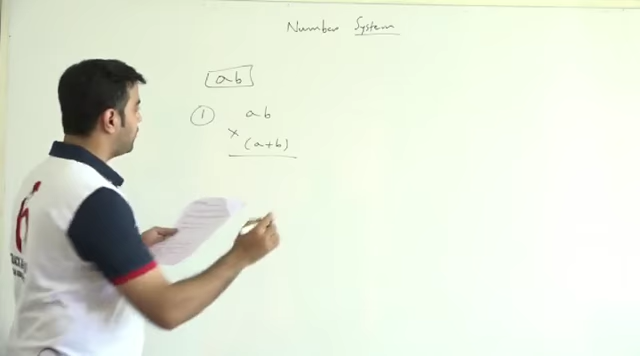 Number System
ab
1 ab
× (a+b)